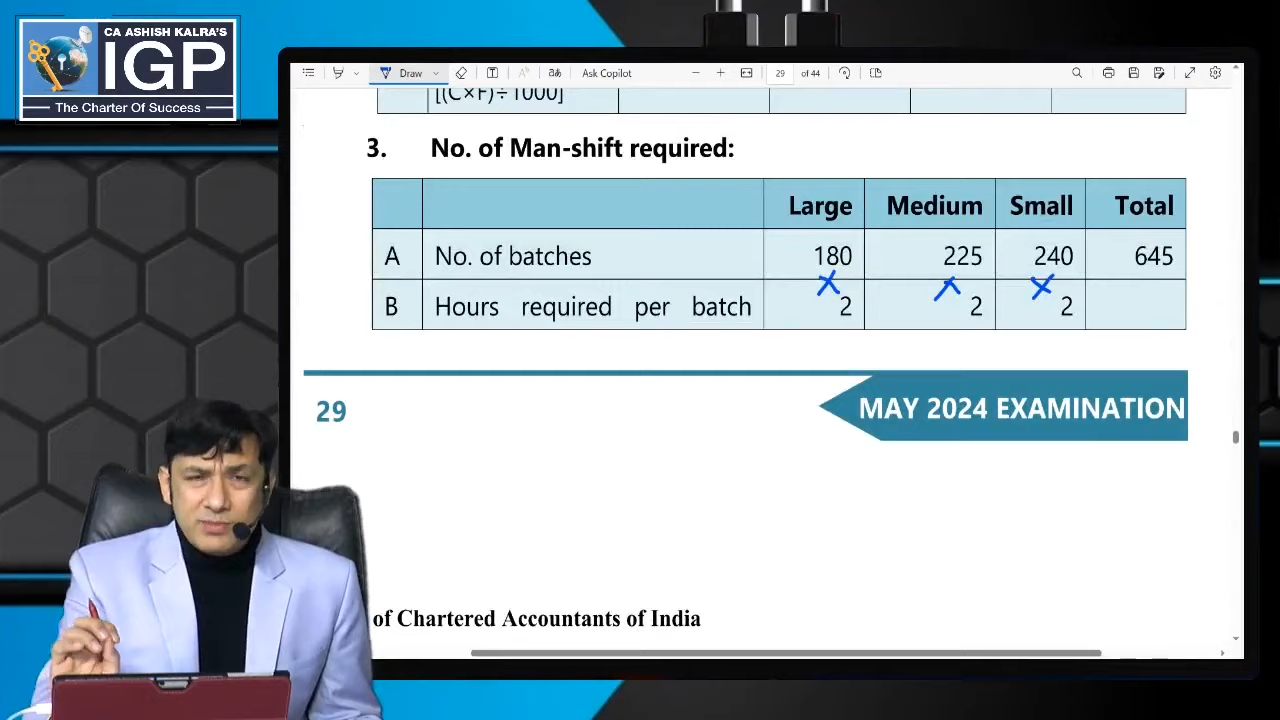 CA ASHISH KALRA'S
IGP
The Charter Of Success
Draw
Ask Copilot
29 of 44
[(C×F)÷1000]
3. No. of Man-shift required:
Large Medium Small Total
A No. of batches 180 225 240 645
B Hours required per batch 2 2 2
29
MAY 2024 EXAMINATION
of Chartered Accountants of India